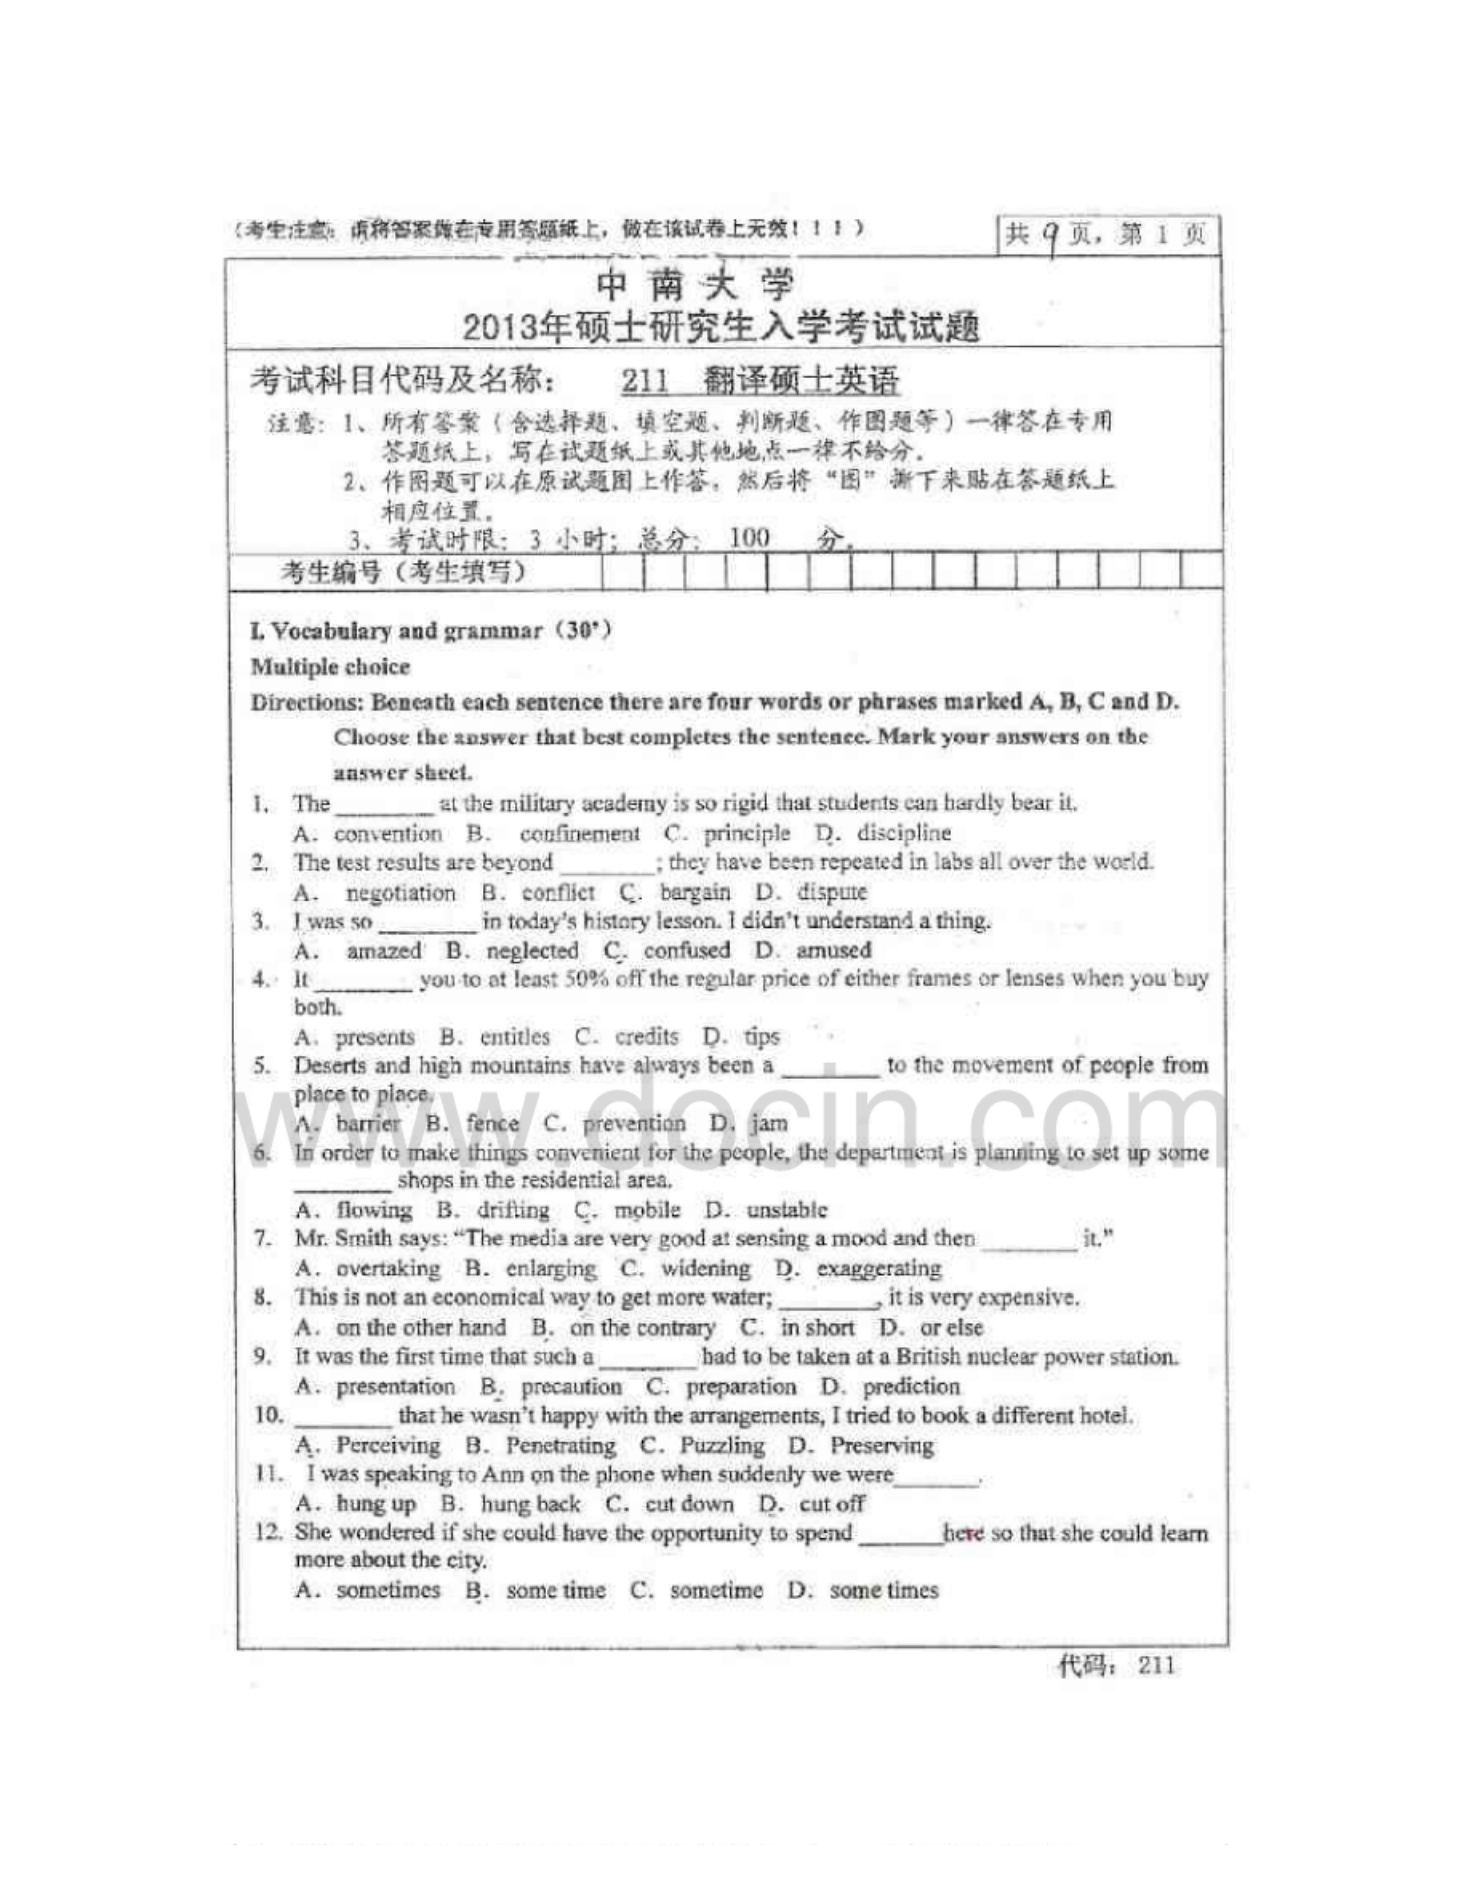 （考生注意：请将答案做在专用答题纸上，做在该试卷上无效！！！）
共 9 页，第 1 页
中 南 大 学
2013年硕士研究生入学考试试题
考试科目代码及名称： 211 翻译硕士英语
注意：1、所有答案（含选择题、填空题、判断题、作图题等）一律答在专用
答题纸上，写在试题纸上或其他地点一律不给分。
2、作图题可以在原试题图上作答，然后将“图”撕下来贴在答题纸上
相应位置。
3、考试时限：3 小时；总分： 100 分。
考生编号（考生填写）
I. Vocabulary and grammar（30'）
Multiple choice
Directions: Beneath each sentence there are four words or phrases marked A, B, C and D.
Choose the answer that best completes the sentence. Mark your answers on the
answer sheet.
1. The ________ at the military academy is so rigid that students can hardly bear it.
A. convention B. confinement C. principle D. discipline
2. The test results are beyond ________; they have been repeated in labs all over the world.
A. negotiation B. conflict C. bargain D. dispute
3. I was so ________ in today's history lesson. I didn't understand a thing.
A. amazed B. neglected C. confused D. amused
4. It ________ you to at least 50% off the regular price of either frames or lenses when you buy
both.
A. presents B. entitles C. credits D. tips
5. Deserts and high mountains have always been a ________ to the movement of people from
place to place.
A. barrier B. fence C. prevention D. jam
www.docin.com
6. In order to make things convenient for the people, the department is planning to set up some
________ shops in the residential area.
A. flowing B. drifting C. mobile D. unstable
7. Mr. Smith says: “The media are very good at sensing a mood and then ________ it.”
A. overtaking B. enlarging C. widening D. exaggerating
8. This is not an economical way to get more water; ________, it is very expensive.
A. on the other hand B. on the contrary C. in short D. or else
9. It was the first time that such a ________ had to be taken at a British nuclear power station.
A. presentation B. precaution C. preparation D. prediction
10. ________ that he wasn't happy with the arrangements, I tried to book a different hotel.
A. Perceiving B. Penetrating C. Puzzling D. Preserving
11. I was speaking to Ann on the phone when suddenly we were_______.
A. hung up B. hung back C. cut down D. cut off
12. She wondered if she could have the opportunity to spend _______here so that she could learn
more about the city.
A. sometimes B. some time C. sometime D. some times
代码： 211